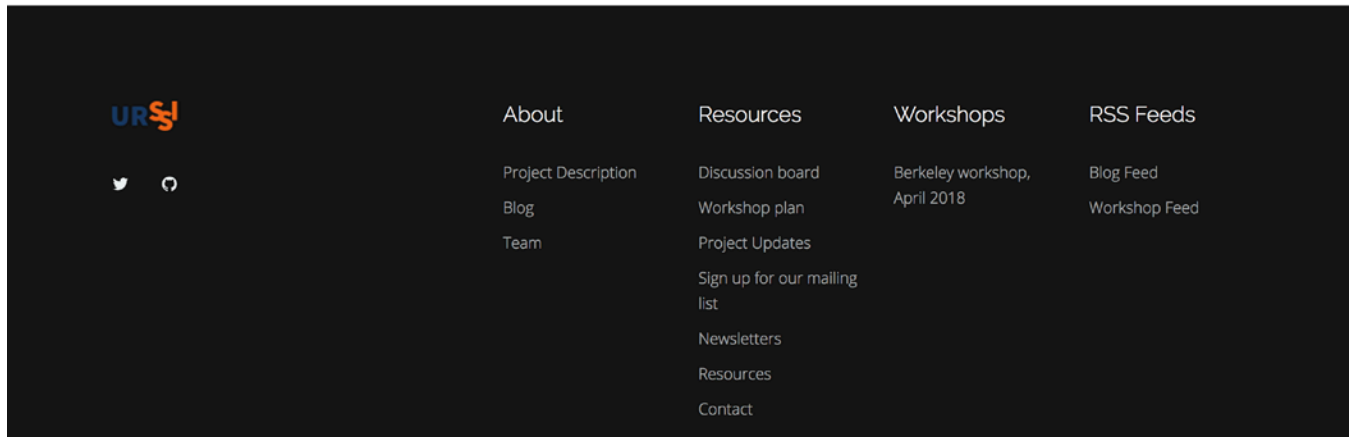 URSSI
About
Project Description
Blog
Team
Resources
Discussion board
Workshop plan
Project Updates
Sign up for our mailing
list
Newsletters
Resources
Contact
Workshops
Berkeley workshop,
April 2018
RSS Feeds
Blog Feed
Workshop Feed